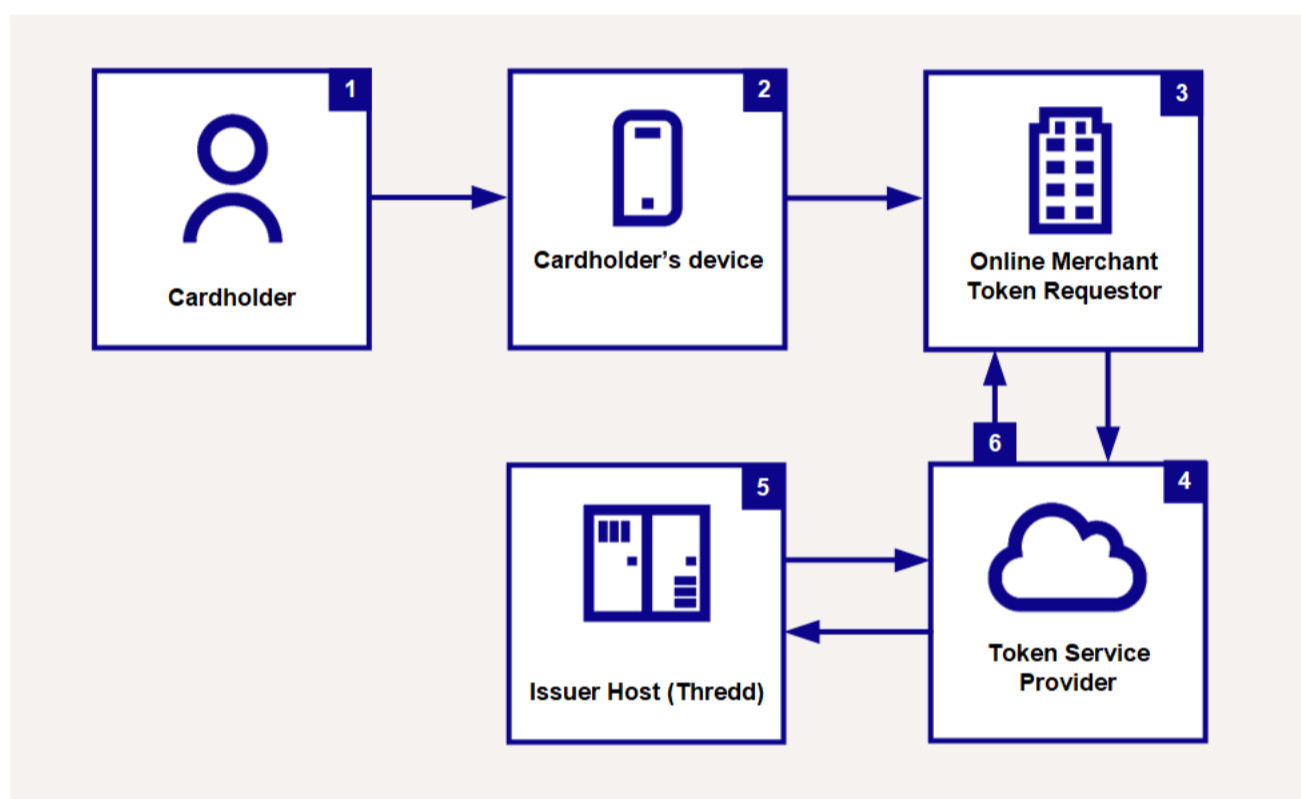 1
Cardholder
2
Cardholder’s device
3
Online Merchant
Token Requestor
6
4
Token Service
Provider
5
Issuer Host (Thredd)